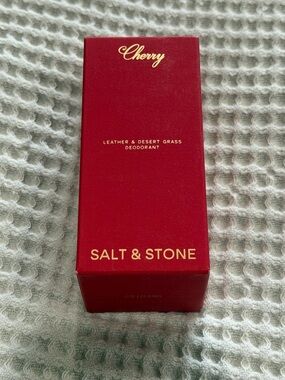 Cherry
LEATHER & DESERT GRASS
DEODORANT
SALT & STONE